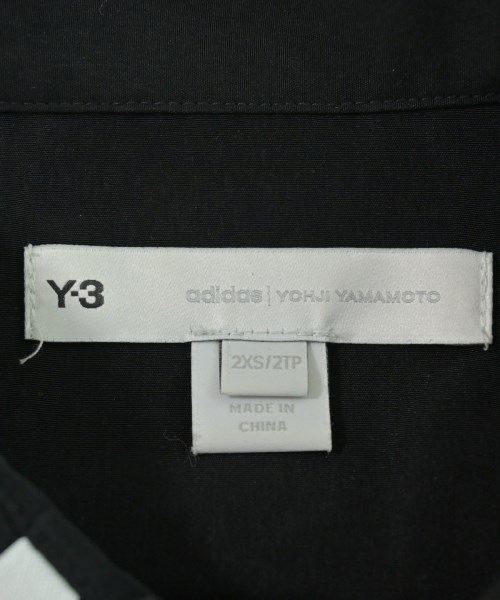 Y-3 adidas | YOHJI YAMAMOTO
2XS/2TP
MADE IN
CHINA